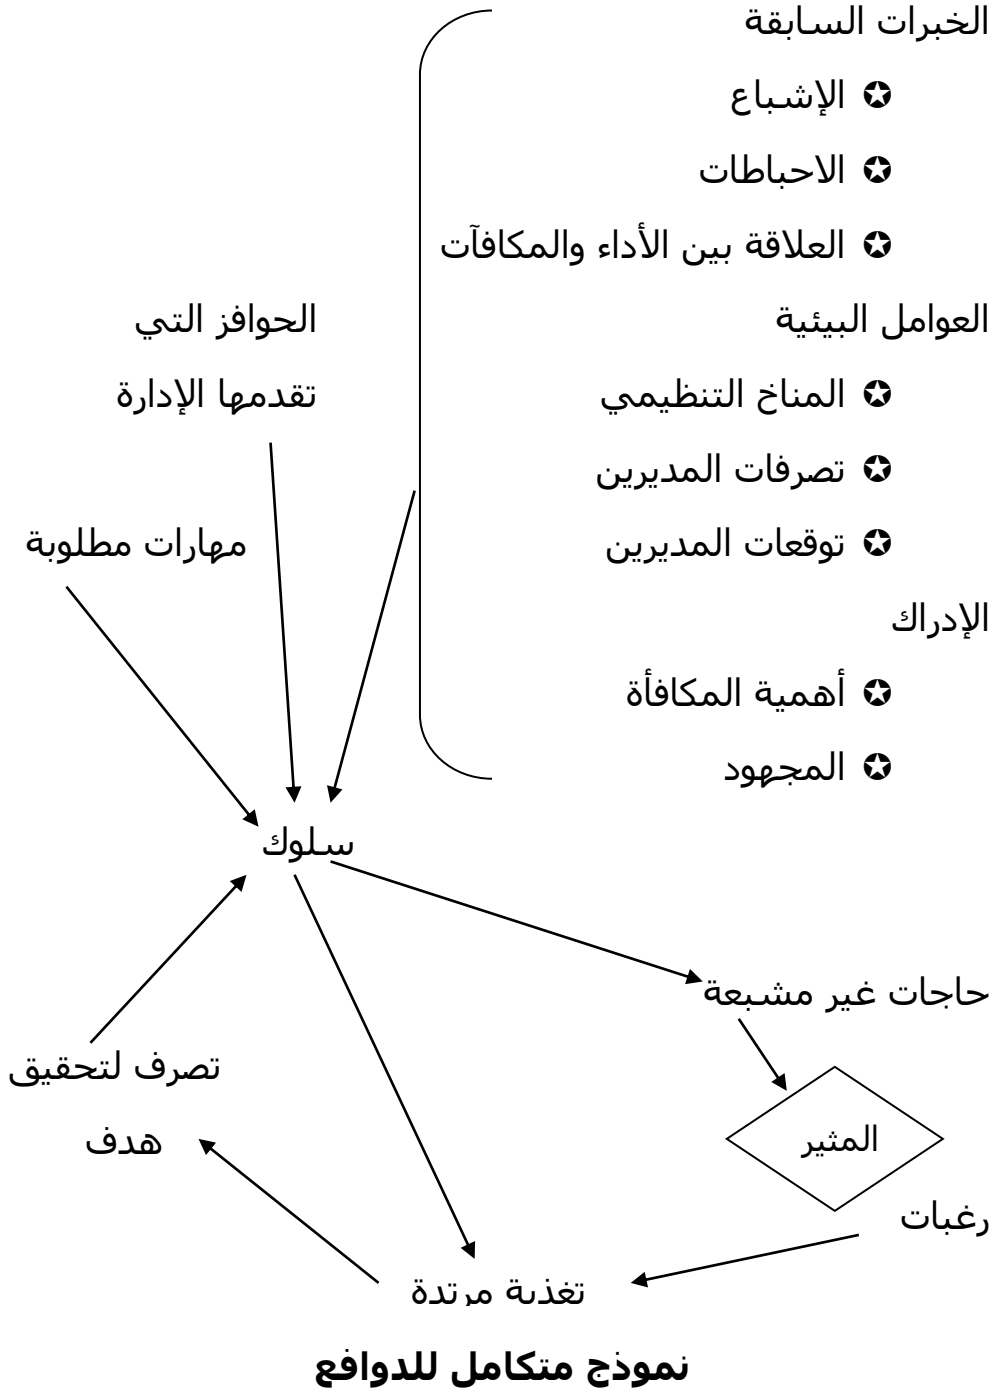 الخبرات السابقة
✪ الإشباع
✪ الاحباطات
✪ العلاقة بين الأداء والمكافآت
العوامل البيئية
الحوافز التي
✪ المناخ التنظيمي
تقدمها الإدارة
✪ تصرفات المديرين
✪ توقعات المديرين
مهارات مطلوبة
الإدراك
✪ أهمية المكافأة
✪ المجهود
سلوك
حاجات غير مشبعة
تصرف لتحقيق
هدف
المثير
رغبات
تغذية مرتدة
نموذج متكامل للدوافع